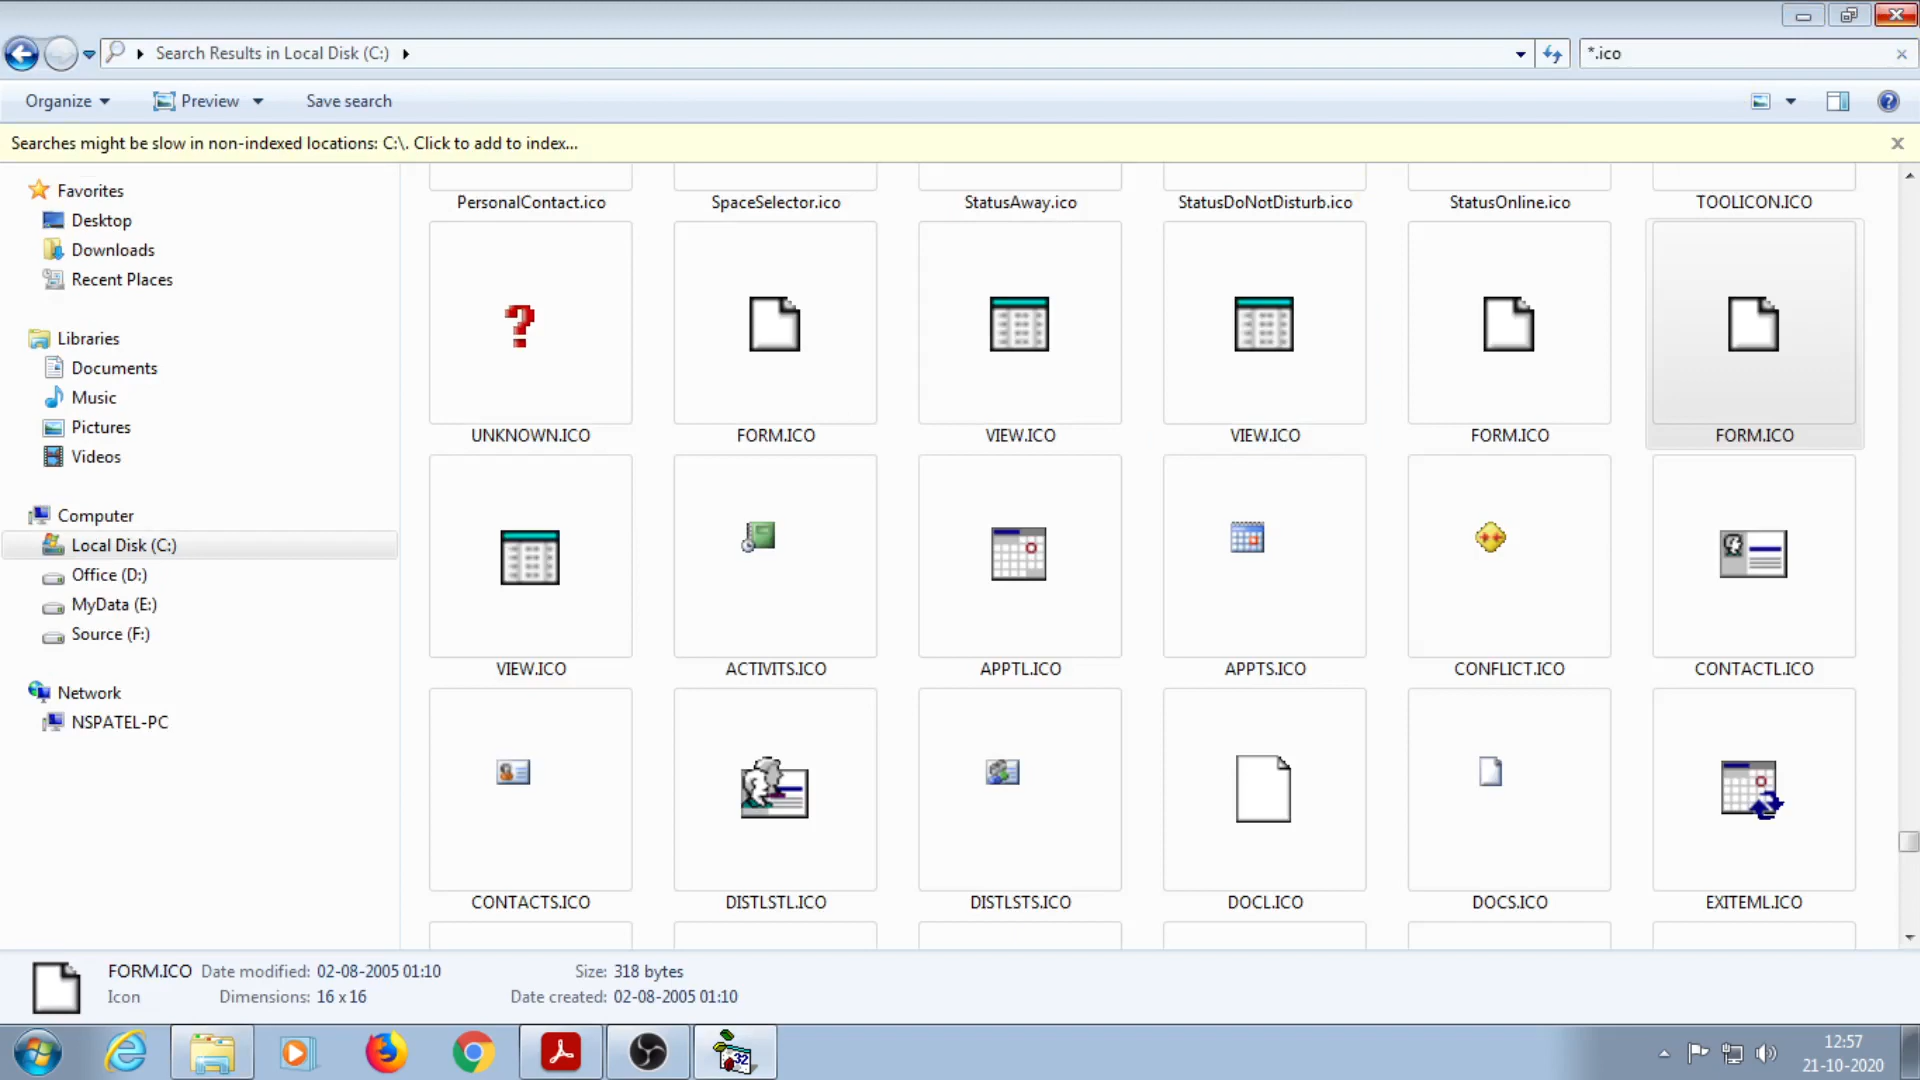 Search Results in Local Disk (C:)
*.ico
Organize
Preview
Save search
Searches might be slow in non-indexed locations: C:\. Click to add to index...
Favorites
Desktop
Downloads
Recent Places
Libraries
Documents
Music
Pictures
Videos
Computer
Local Disk (C:)
Office (D:)
MyData (E:)
Source (F:)
Network
NSPATEL-PC
PersonalContact.ico
SpaceSelector.ico
StatusAway.ico
StatusDoNotDisturb.ico
StatusOnline.ico
TOOLICON.ICO
UNKNOWN.ICO
FORM.ICO
VIEW.ICO
VIEW.ICO
FORM.ICO
FORM.ICO
VIEW.ICO
ACTIVITS.ICO
APPTL.ICO
APPTS.ICO
CONFLICT.ICO
CONTACTL.ICO
CONTACTS.ICO
DISTLSTL.ICO
DISTLSTS.ICO
DOCL.ICO
DOCS.ICO
EXITEML.ICO
FORM.ICO Date modified: 02-08-2005 01:10 Size: 318 bytes
Icon Dimensions: 16 x 16 Date created: 02-08-2005 01:10
32
12:57
21-10-2020